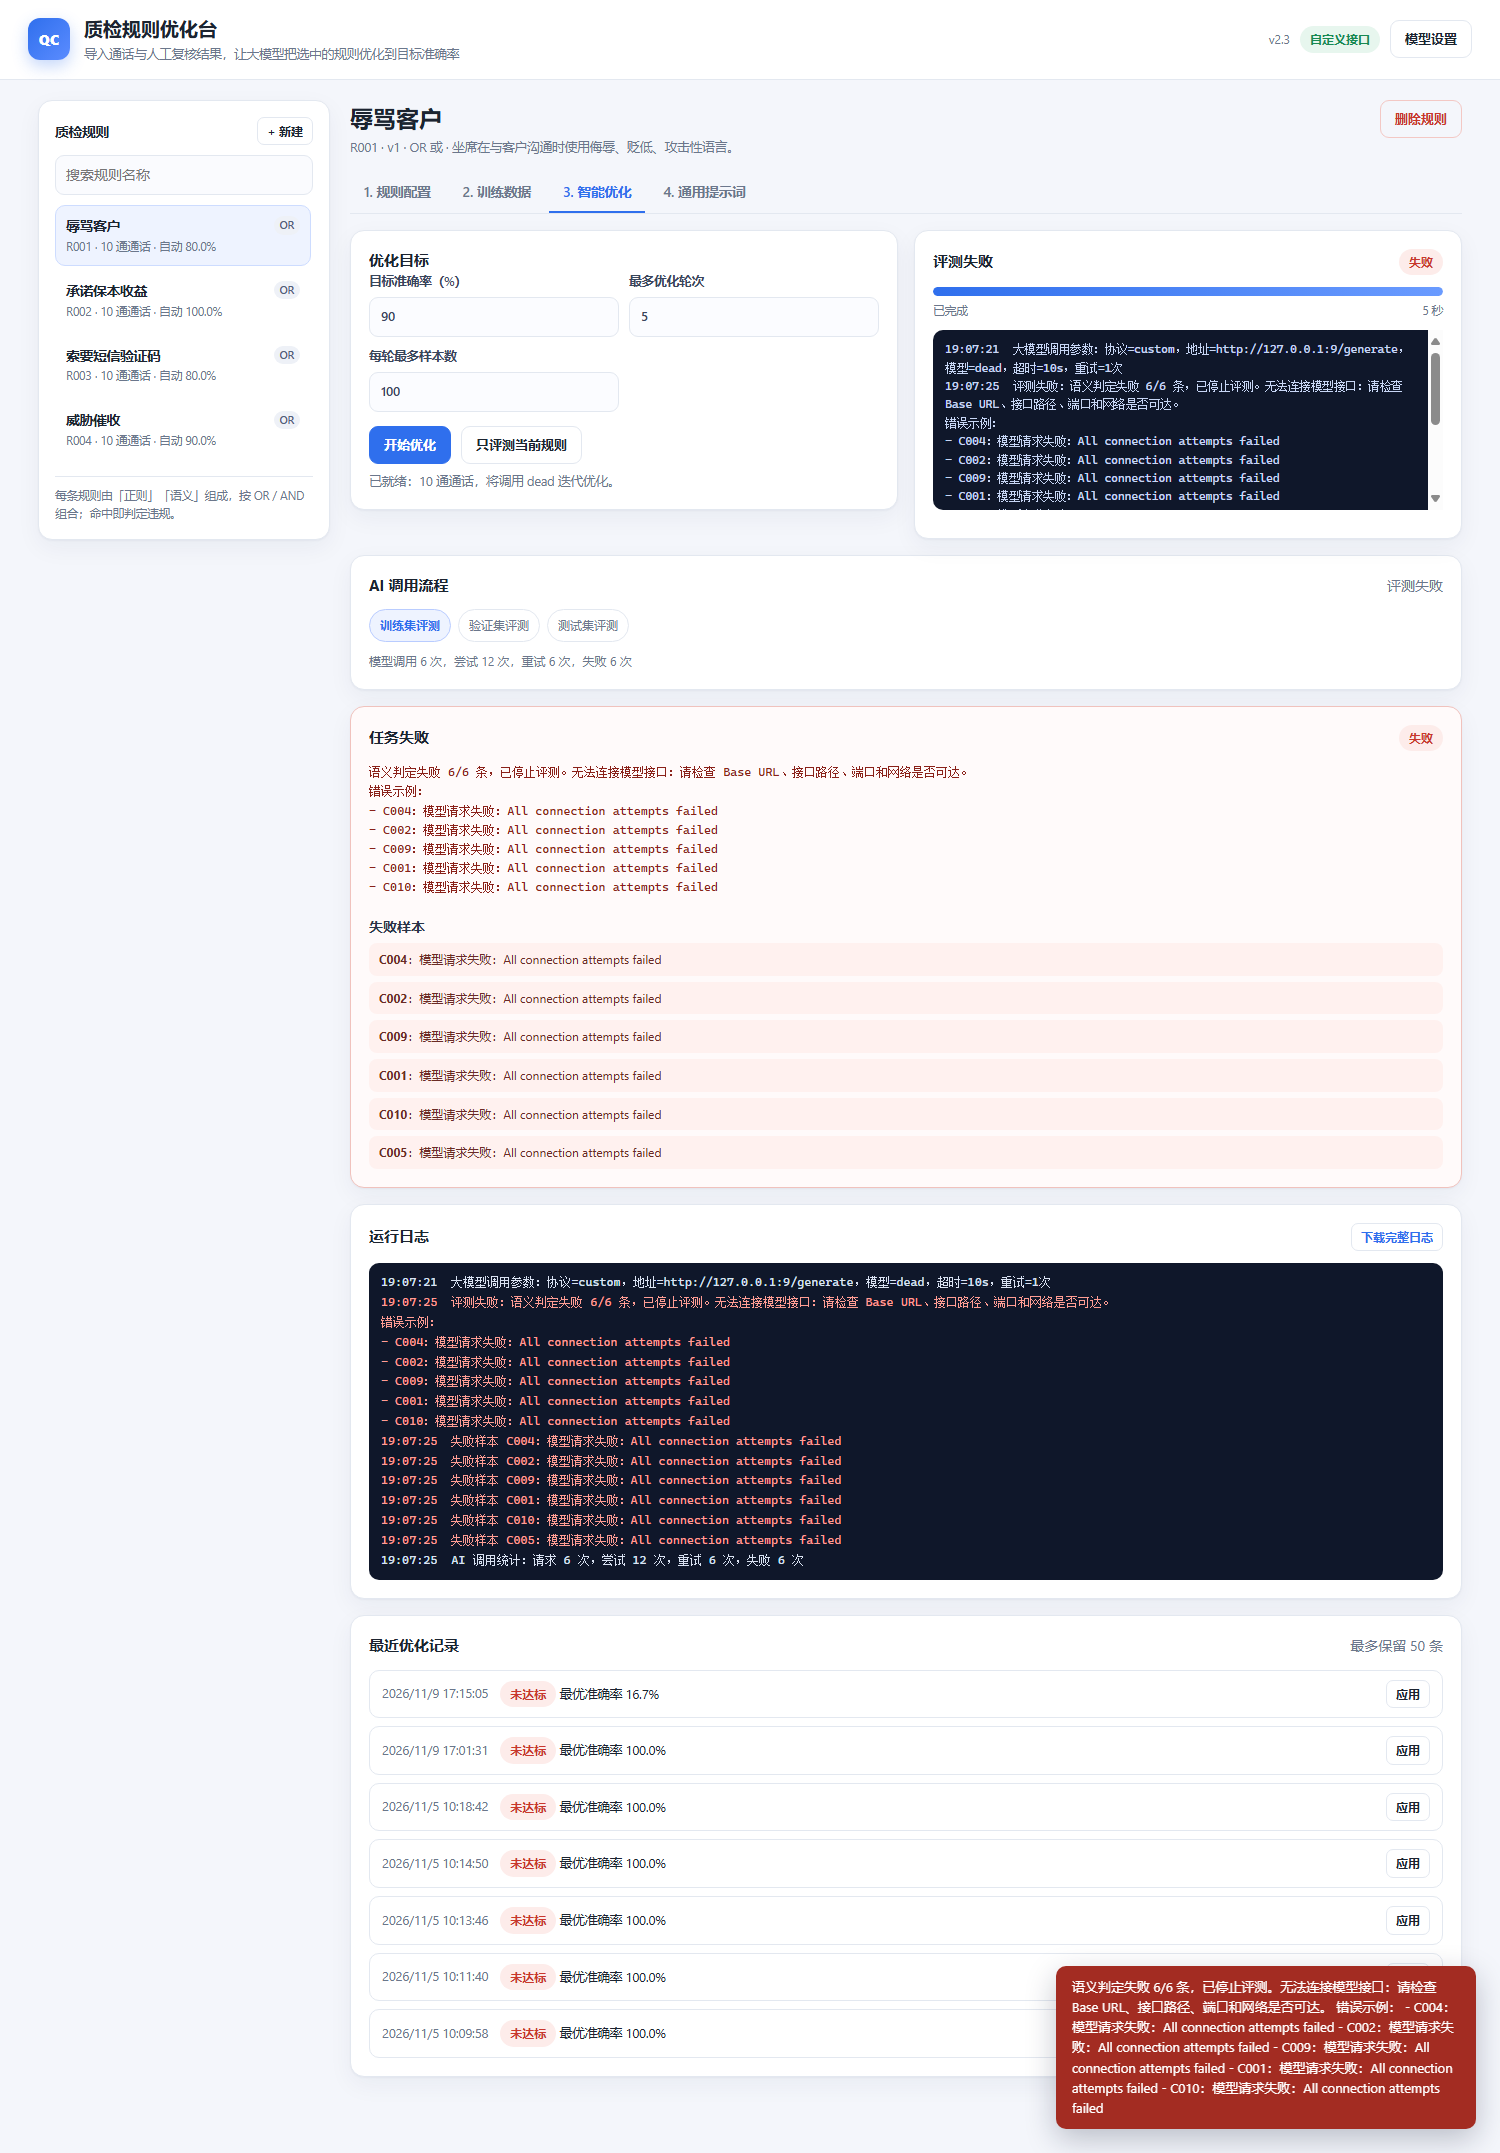 QC
质检规则优化台
导入通话与人工复核结果，让大模型把选中的规则优化到目标准确率
v2.3
自定义接口
模型设置
质检规则
+ 新建
搜索规则名称
辱骂客户
OR
R001 · 10 通通话 · 自动 80.0%
承诺保本收益
OR
R002 · 10 通通话 · 自动 100.0%
索要短信验证码
OR
R003 · 10 通通话 · 自动 80.0%
威胁催收
OR
R004 · 10 通通话 · 自动 90.0%
每条规则由「正则」「语义」组成，按 OR / AND
组合；命中即判定违规。
辱骂客户
R001 · v1 · OR 或 · 坐席在与客户沟通时使用侮辱、贬低、攻击性语言。
删除规则
1. 规则配置
2. 训练数据
3. 智能优化
4. 通用提示词
优化目标
目标准确率（%）
最多优化轮次
90
5
每轮最多样本数
100
开始优化
只评测当前规则
已就绪：10 通通话，将调用 dead 迭代优化。
评测失败
失败
已完成
5 秒
19:07:21 大模型调用参数：协议=custom，地址=http://127.0.0.1:9/generate，
模型=dead，超时=10s，重试=1次
19:07:25 评测失败：语义判定失败 6/6 条，已停止评测。无法连接模型接口：请检查
Base URL、接口路径、端口和网络是否可达。
错误示例：
- C004：模型请求失败：All connection attempts failed
- C002：模型请求失败：All connection attempts failed
- C009：模型请求失败：All connection attempts failed
- C001：模型请求失败：All connection attempts failed
AI 调用流程
评测失败
训练集评测
验证集评测
测试集评测
模型调用 6 次，尝试 12 次，重试 6 次，失败 6 次
任务失败
失败
语义判定失败 6/6 条，已停止评测。无法连接模型接口：请检查 Base URL、接口路径、端口和网络是否可达。
错误示例：
- C004：模型请求失败：All connection attempts failed
- C002：模型请求失败：All connection attempts failed
- C009：模型请求失败：All connection attempts failed
- C001：模型请求失败：All connection attempts failed
- C010：模型请求失败：All connection attempts failed
失败样本
C004：模型请求失败：All connection attempts failed
C002：模型请求失败：All connection attempts failed
C009：模型请求失败：All connection attempts failed
C001：模型请求失败：All connection attempts failed
C010：模型请求失败：All connection attempts failed
C005：模型请求失败：All connection attempts failed
运行日志
下载完整日志
19:07:21 大模型调用参数：协议=custom，地址=http://127.0.0.1:9/generate，模型=dead，超时=10s，重试=1次
19:07:25 评测失败：语义判定失败 6/6 条，已停止评测。无法连接模型接口：请检查 Base URL、接口路径、端口和网络是否可达。
错误示例：
- C004：模型请求失败：All connection attempts failed
- C002：模型请求失败：All connection attempts failed
- C009：模型请求失败：All connection attempts failed
- C001：模型请求失败：All connection attempts failed
- C010：模型请求失败：All connection attempts failed
19:07:25 失败样本 C004：模型请求失败：All connection attempts failed
19:07:25 失败样本 C002：模型请求失败：All connection attempts failed
19:07:25 失败样本 C009：模型请求失败：All connection attempts failed
19:07:25 失败样本 C001：模型请求失败：All connection attempts failed
19:07:25 失败样本 C010：模型请求失败：All connection attempts failed
19:07:25 失败样本 C005：模型请求失败：All connection attempts failed
19:07:25 AI 调用统计：请求 6 次，尝试 12 次，重试 6 次，失败 6 次
最近优化记录
最多保留 50 条
2026/11/9 17:15:05 未达标 最优准确率 16.7% 应用
2026/11/9 17:01:31 未达标 最优准确率 100.0% 应用
2026/11/5 10:18:42 未达标 最优准确率 100.0% 应用
2026/11/5 10:14:50 未达标 最优准确率 100.0% 应用
2026/11/5 10:13:46 未达标 最优准确率 100.0% 应用
2026/11/5 10:11:40 未达标 最优准确率 100.0%
2026/11/5 10:09:58 未达标 最优准确率 100.0%
语义判定失败 6/6 条，已停止评测。无法连接模型接口：请检查
Base URL、接口路径、端口和网络是否可达。 错误示例： - C004：
模型请求失败：All connection attempts failed - C002：模型请求失
败：All connection attempts failed - C009：模型请求失败：All
connection attempts failed - C001：模型请求失败：All connection
attempts failed - C010：模型请求失败：All connection attempts
failed